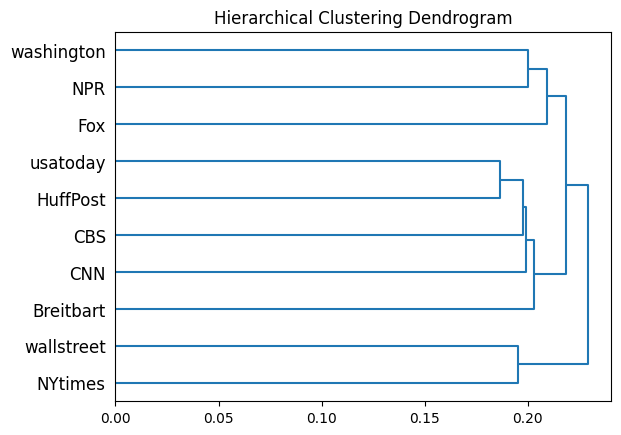 Hierarchical Clustering Dendrogram
washington
NPR
Fox
usatoday
HuffPost
CBS
CNN
Breitbart
wallstreet
NYtimes
0.00 0.05 0.10 0.15 0.20